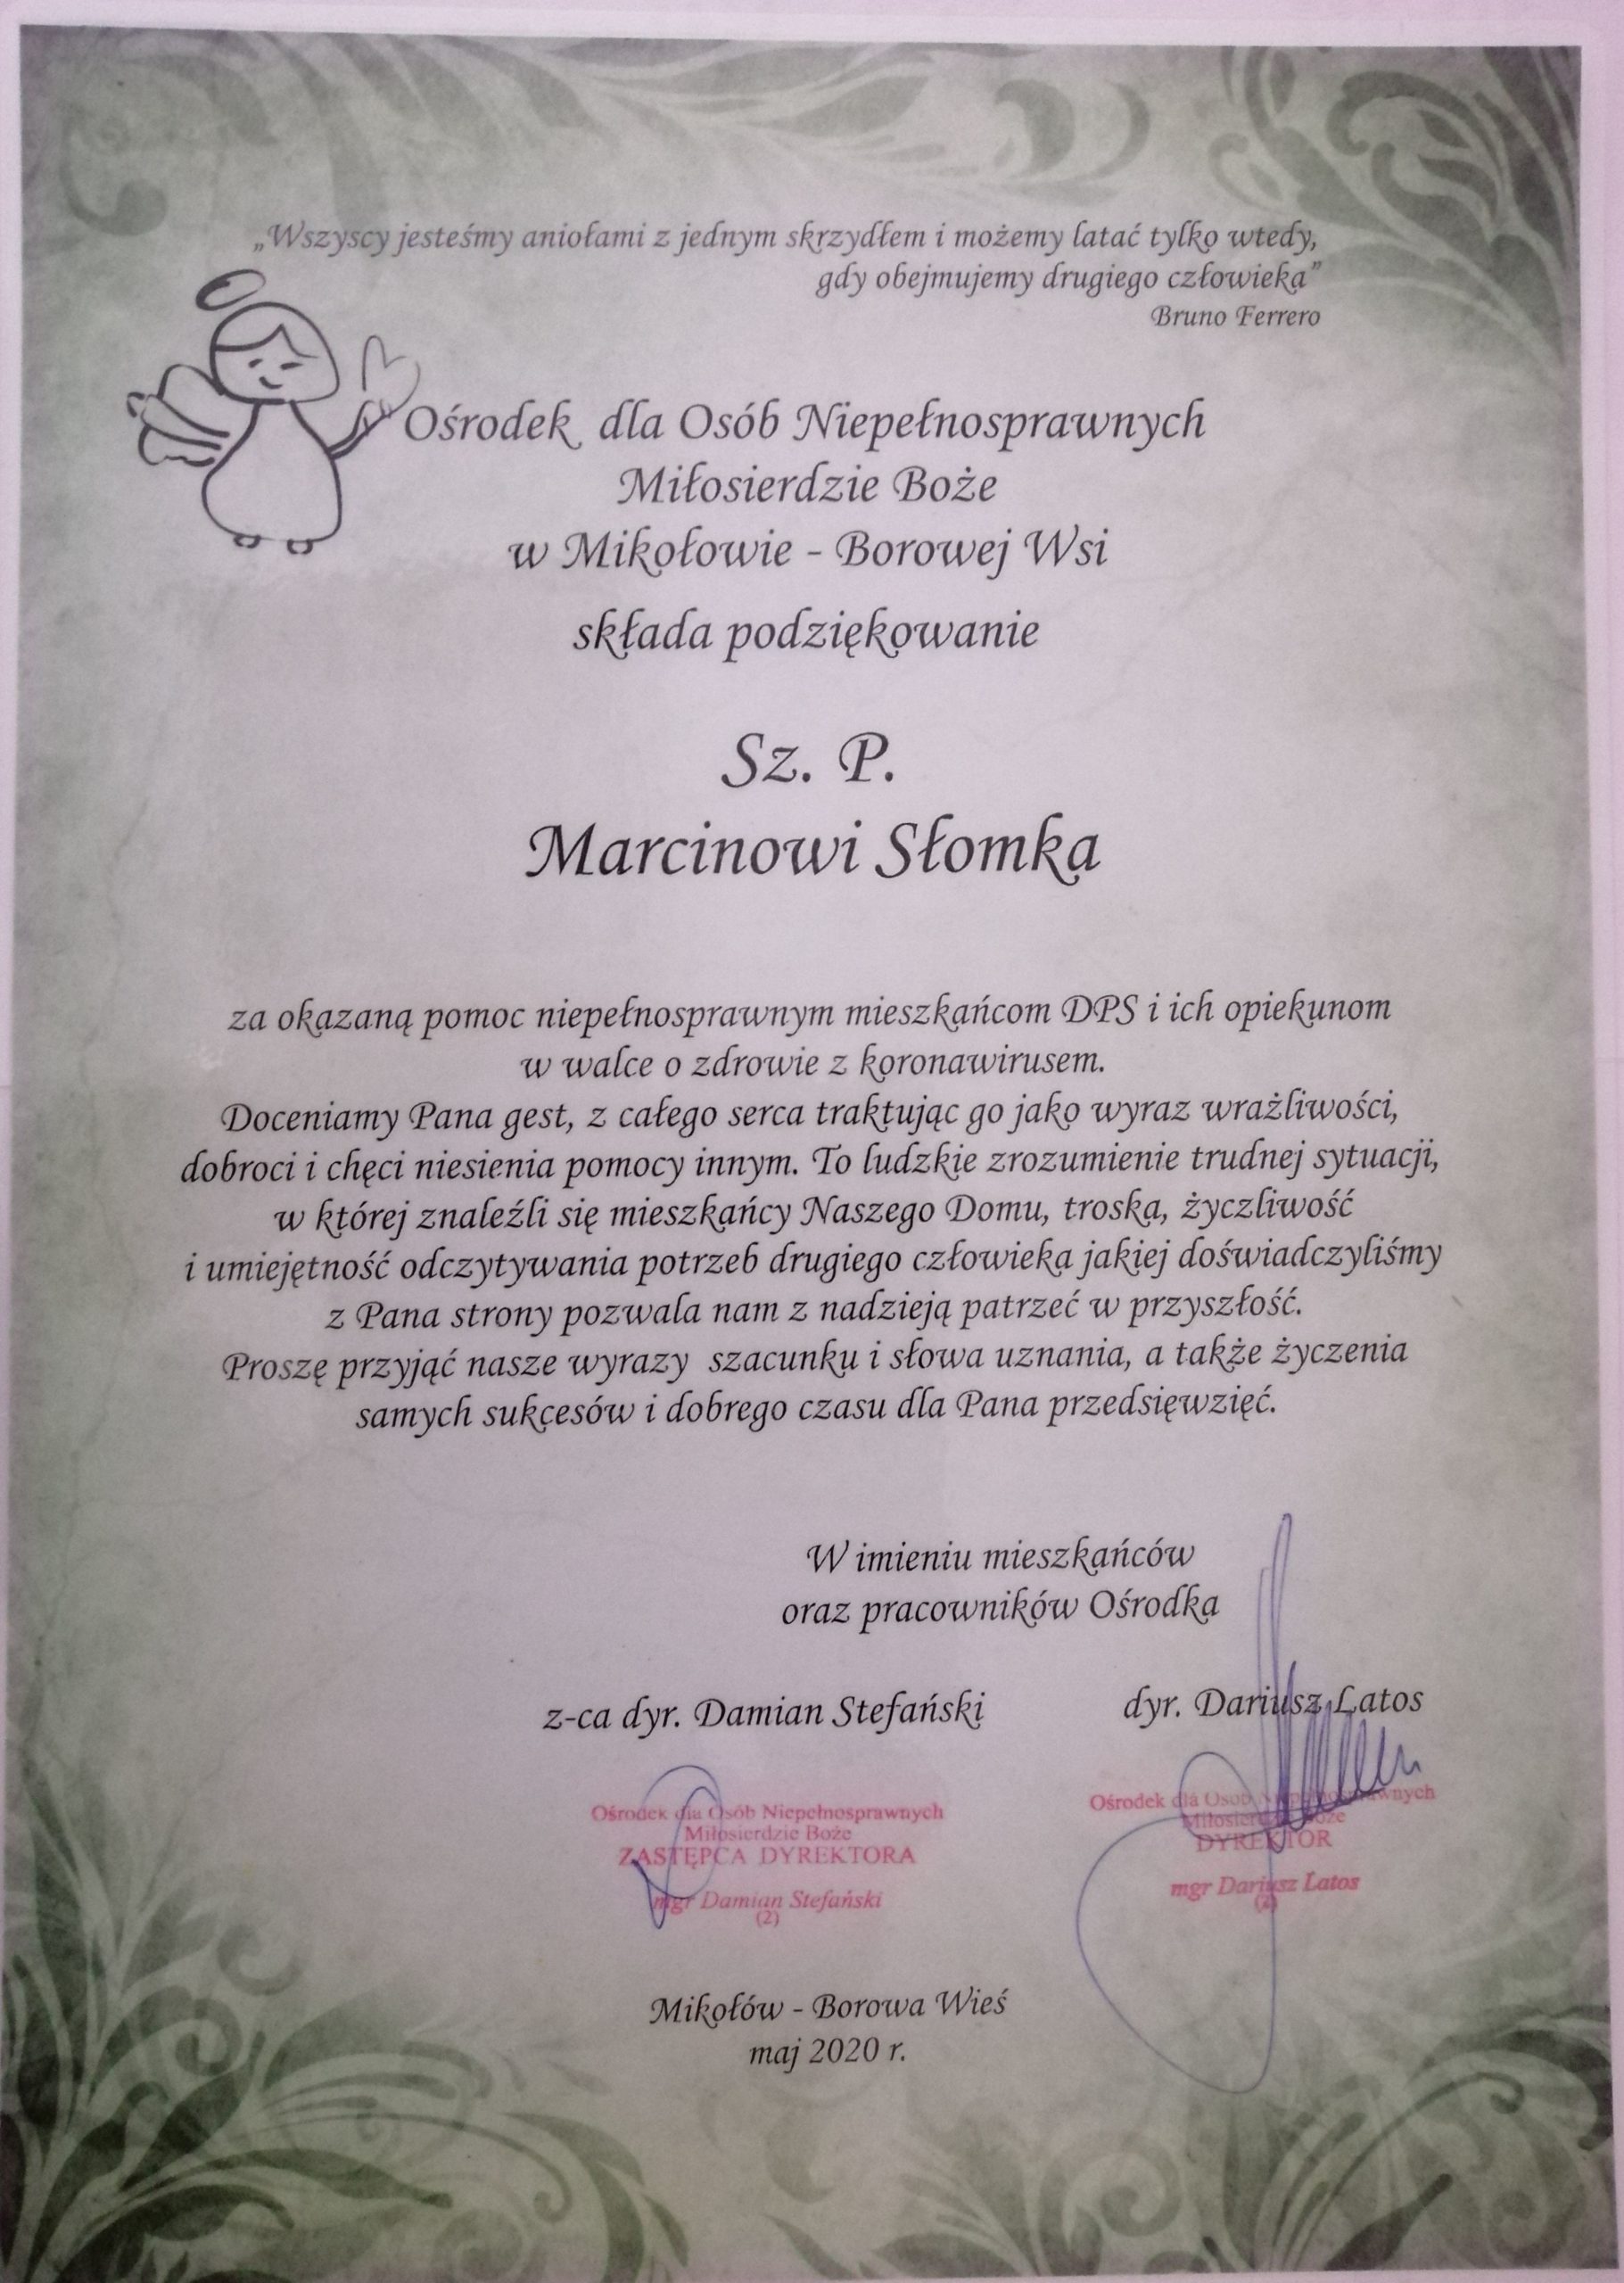 „Wszyscy jesteśmy aniołami z jednym skrzydłem i możemy latać tylko wtedy,
gdy obejmujemy drugiego człowieka”
Bruno Ferrero
Ośrodek dla Osób Niepełnosprawnych
Miłosierdzie Boże
w Mikołowie - Borowej Wsi
składa podziękowanie
Sz. P.
Marcinowi Słomka
za okazaną pomoc niepełnosprawnym mieszkańcom DPS i ich opiekunom
w walce o zdrowie z koronawirusem.
Doceniamy Pana gest, z całego serca traktując go jako wyraz wrażliwości,
dobroci i chęci niesienia pomocy innym. To ludzkie zrozumienie trudnej sytuacji,
w której znaleźli się mieszkańcy Naszego Domu, troska, życzliwość
i umiejętność odczytywania potrzeb drugiego człowieka jakiej doświadczyliśmy
z Pana strony pozwala nam z nadzieją patrzeć w przyszłość.
Proszę przyjąć nasze wyrazy szacunku i słowa uznania, a także życzenia
samych sukcesów i dobrego czasu dla Pana przedsięwzięć.
W imieniu mieszkańców
oraz pracowników Ośrodka
z-ca dyr. Damian Stefański
dyr. Dariusz Latos
Ośrodek dla Osób Niepełnosprawnych
Miłosierdzie Boże
ZASTĘPCA DYREKTORA
mgr Damian Stefański
(2)
Ośrodek dla Osób Niepełnosprawnych
Miłosierdzie Boże
DYREKTOR
mgr Dariusz Latos
(2)
Mikołów - Borowa Wieś
maj 2020 r.